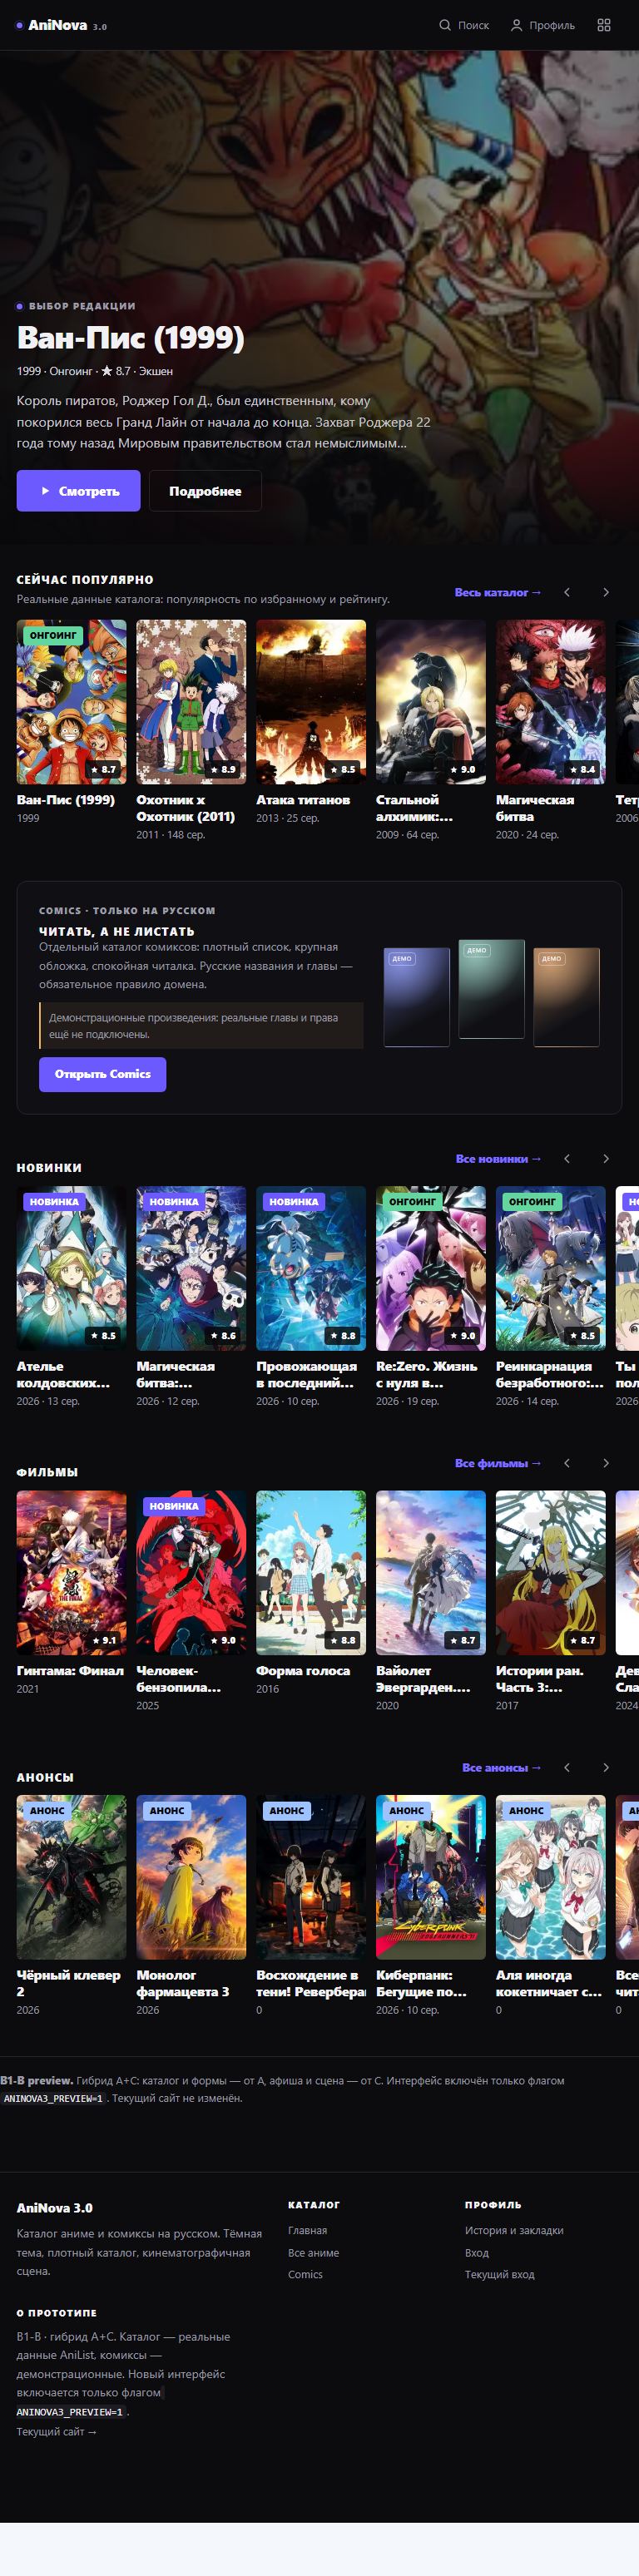 AniNova 3.0
Поиск
Профиль
ВЫБОР РЕДАКЦИИ
Ван-Пис (1999)
1999 · Онгоинг · ★ 8.7 · Экшен
Король пиратов, Роджер Гол Д., был единственным, кому
покорился весь Гранд Лайн от начала до конца. Захват Роджера 22
года тому назад Мировым правительством стал немыслимым...
Смотреть
Подробнее
СЕЙЧАС ПОПУЛЯРНО
Реальные данные каталога: популярность по избранному и рейтингу.
Весь каталог →
ОНГОИНГ
★ 8.7
★ 8.9
★ 8.5
★ 9.0
★ 8.4
Ван-Пис (1999)
1999
Охотник х
Охотник (2011)
2011 · 148 сер.
Атака титанов
2013 · 25 сер.
Стальной
алхимик:...
2009 · 64 сер.
Магическая
битва
2020 · 24 сер.
Тет
2006
COMICS · ТОЛЬКО НА РУССКОМ
ЧИТАТЬ, А НЕ ЛИСТАТЬ
Отдельный каталог комиксов: плотный список, крупная
обложка, спокойная читалка. Русские названия и главы —
обязательное правило домена.
Демонстрационные произведения: реальные главы и права
ещё не подключены.
Открыть Comics
ДЕМО
ДЕМО
ДЕМО
НОВИНКИ
Все новинки →
НОВИНКА
НОВИНКА
НОВИНКА
ОНГОИНГ
ОНГОИНГ
★ 8.5
★ 8.6
★ 8.8
★ 9.0
★ 8.5
Ателье
колдовских...
2026 · 13 сер.
Магическая
битва:...
2026 · 12 сер.
Провожающая
в последний...
2026 · 10 сер.
Re:Zero. Жизнь
с нуля в...
2026 · 19 сер.
Реинкарнация
безработного:...
2026 · 14 сер.
Ты
пол
2026
ФИЛЬМЫ
Все фильмы →
НОВИНКА
THE FINAL
★ 9.1
★ 9.0
★ 8.8
★ 8.7
★ 8.7
Гинтама: Финал
2021
Человек-
бензопила...
2025
Форма голоса
2016
Вайолет
Эвергарден....
2020
Истории ран.
Часть 3:...
2017
Дев
Сла
2024
АНОНСЫ
Все анонсы →
АНОНС
АНОНС
АНОНС
АНОНС
АНОНС
Cyberpunk
Чёрный клевер
2
2026
Монолог
фармацевта 3
2026
Восхождение в
тени! Ревербера
0
Киберпанк:
Бегущие по...
2026 · 10 сер.
Аля иногда
кокетничает с...
0
Все
чит
0
B1-B preview. Гибрид A+C: каталог и формы — от A, афиша и сцена — от C. Интерфейс включён только флагом
ANINOVA3_PREVIEW=1. Текущий сайт не изменён.
AniNova 3.0
Каталог аниме и комиксы на русском. Тёмная
тема, плотный каталог, кинематографичная
сцена.
КАТАЛОГ
Главная
Все аниме
Comics
ПРОФИЛЬ
История и закладки
Вход
Текущий вход
О ПРОТОТИПЕ
B1-B · гибрид A+C. Каталог — реальные
данные AniList, комиксы —
демонстрационные. Новый интерфейс
включается только флагом
ANINOVA3_PREVIEW=1.
Текущий сайт →